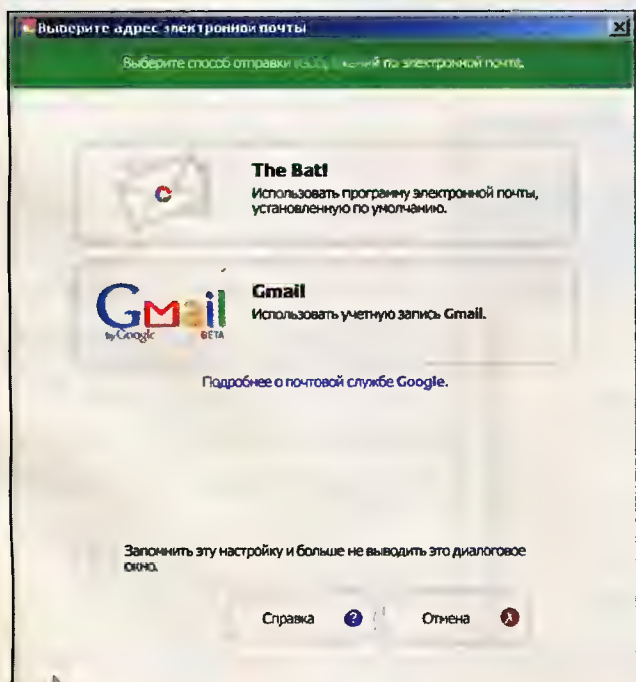 Выберите адрес электронной почты
Выберите способ отправки по электронной почте.
The Bat!
Использовать программу электронной почты,
установленную по умолчанию.
Gmail
by Google BETA
Gmail
Использовать учетную запись Gmail.
Подробнее о почтовой службе Google.
Запомнить эту настройку и больше не выводить это диалоговое
окно.
Справка ?
Отмена